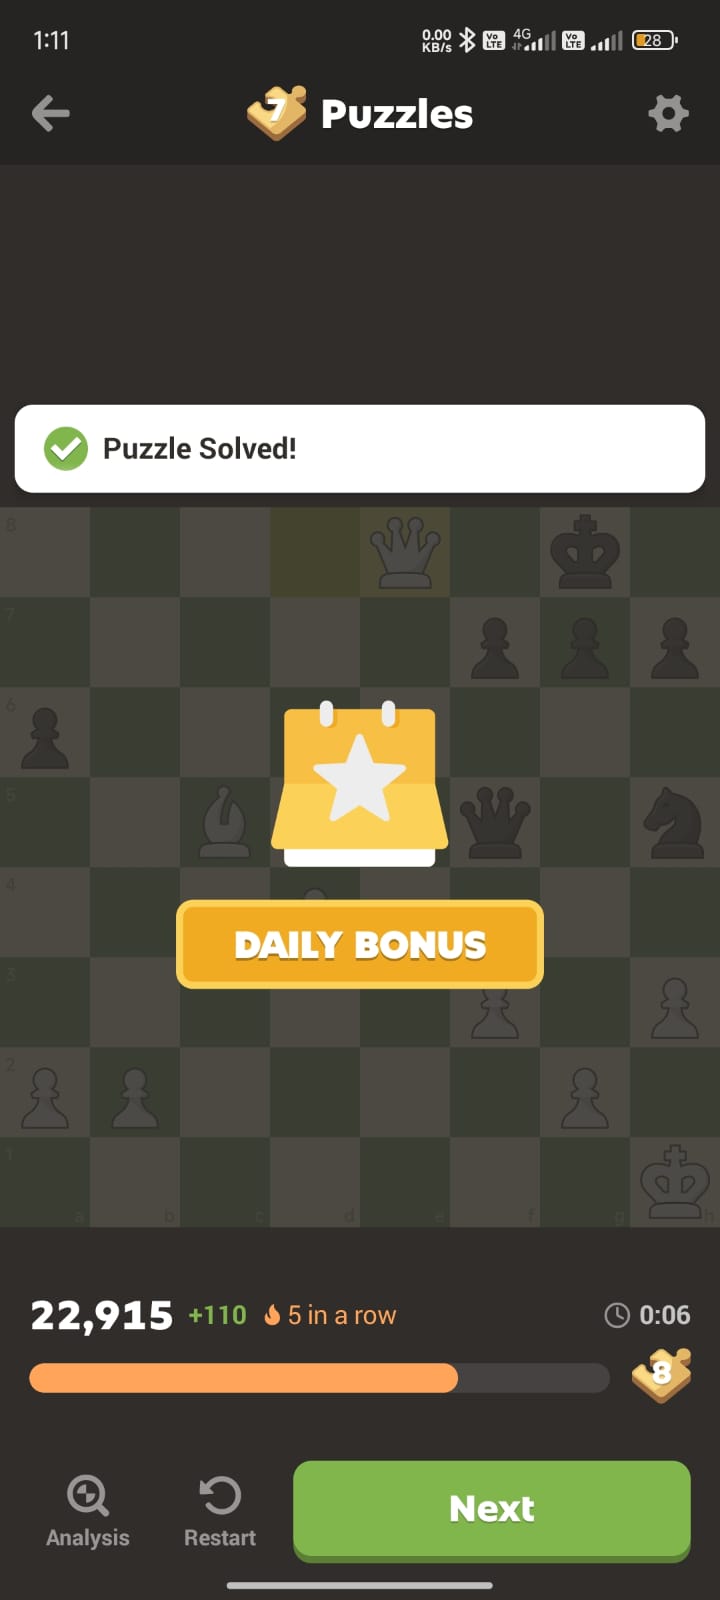 1:11
0.00
KB/s
Vo
LTE
4G
Vo
LTE
28
7
Puzzles
Puzzle Solved!
8
7
6
5
4
3
2
1
DAILY BONUS
a
b
c
d
e
f
g
h
22,915 +110 5 in a row 0:06
8
Analysis
Restart
Next